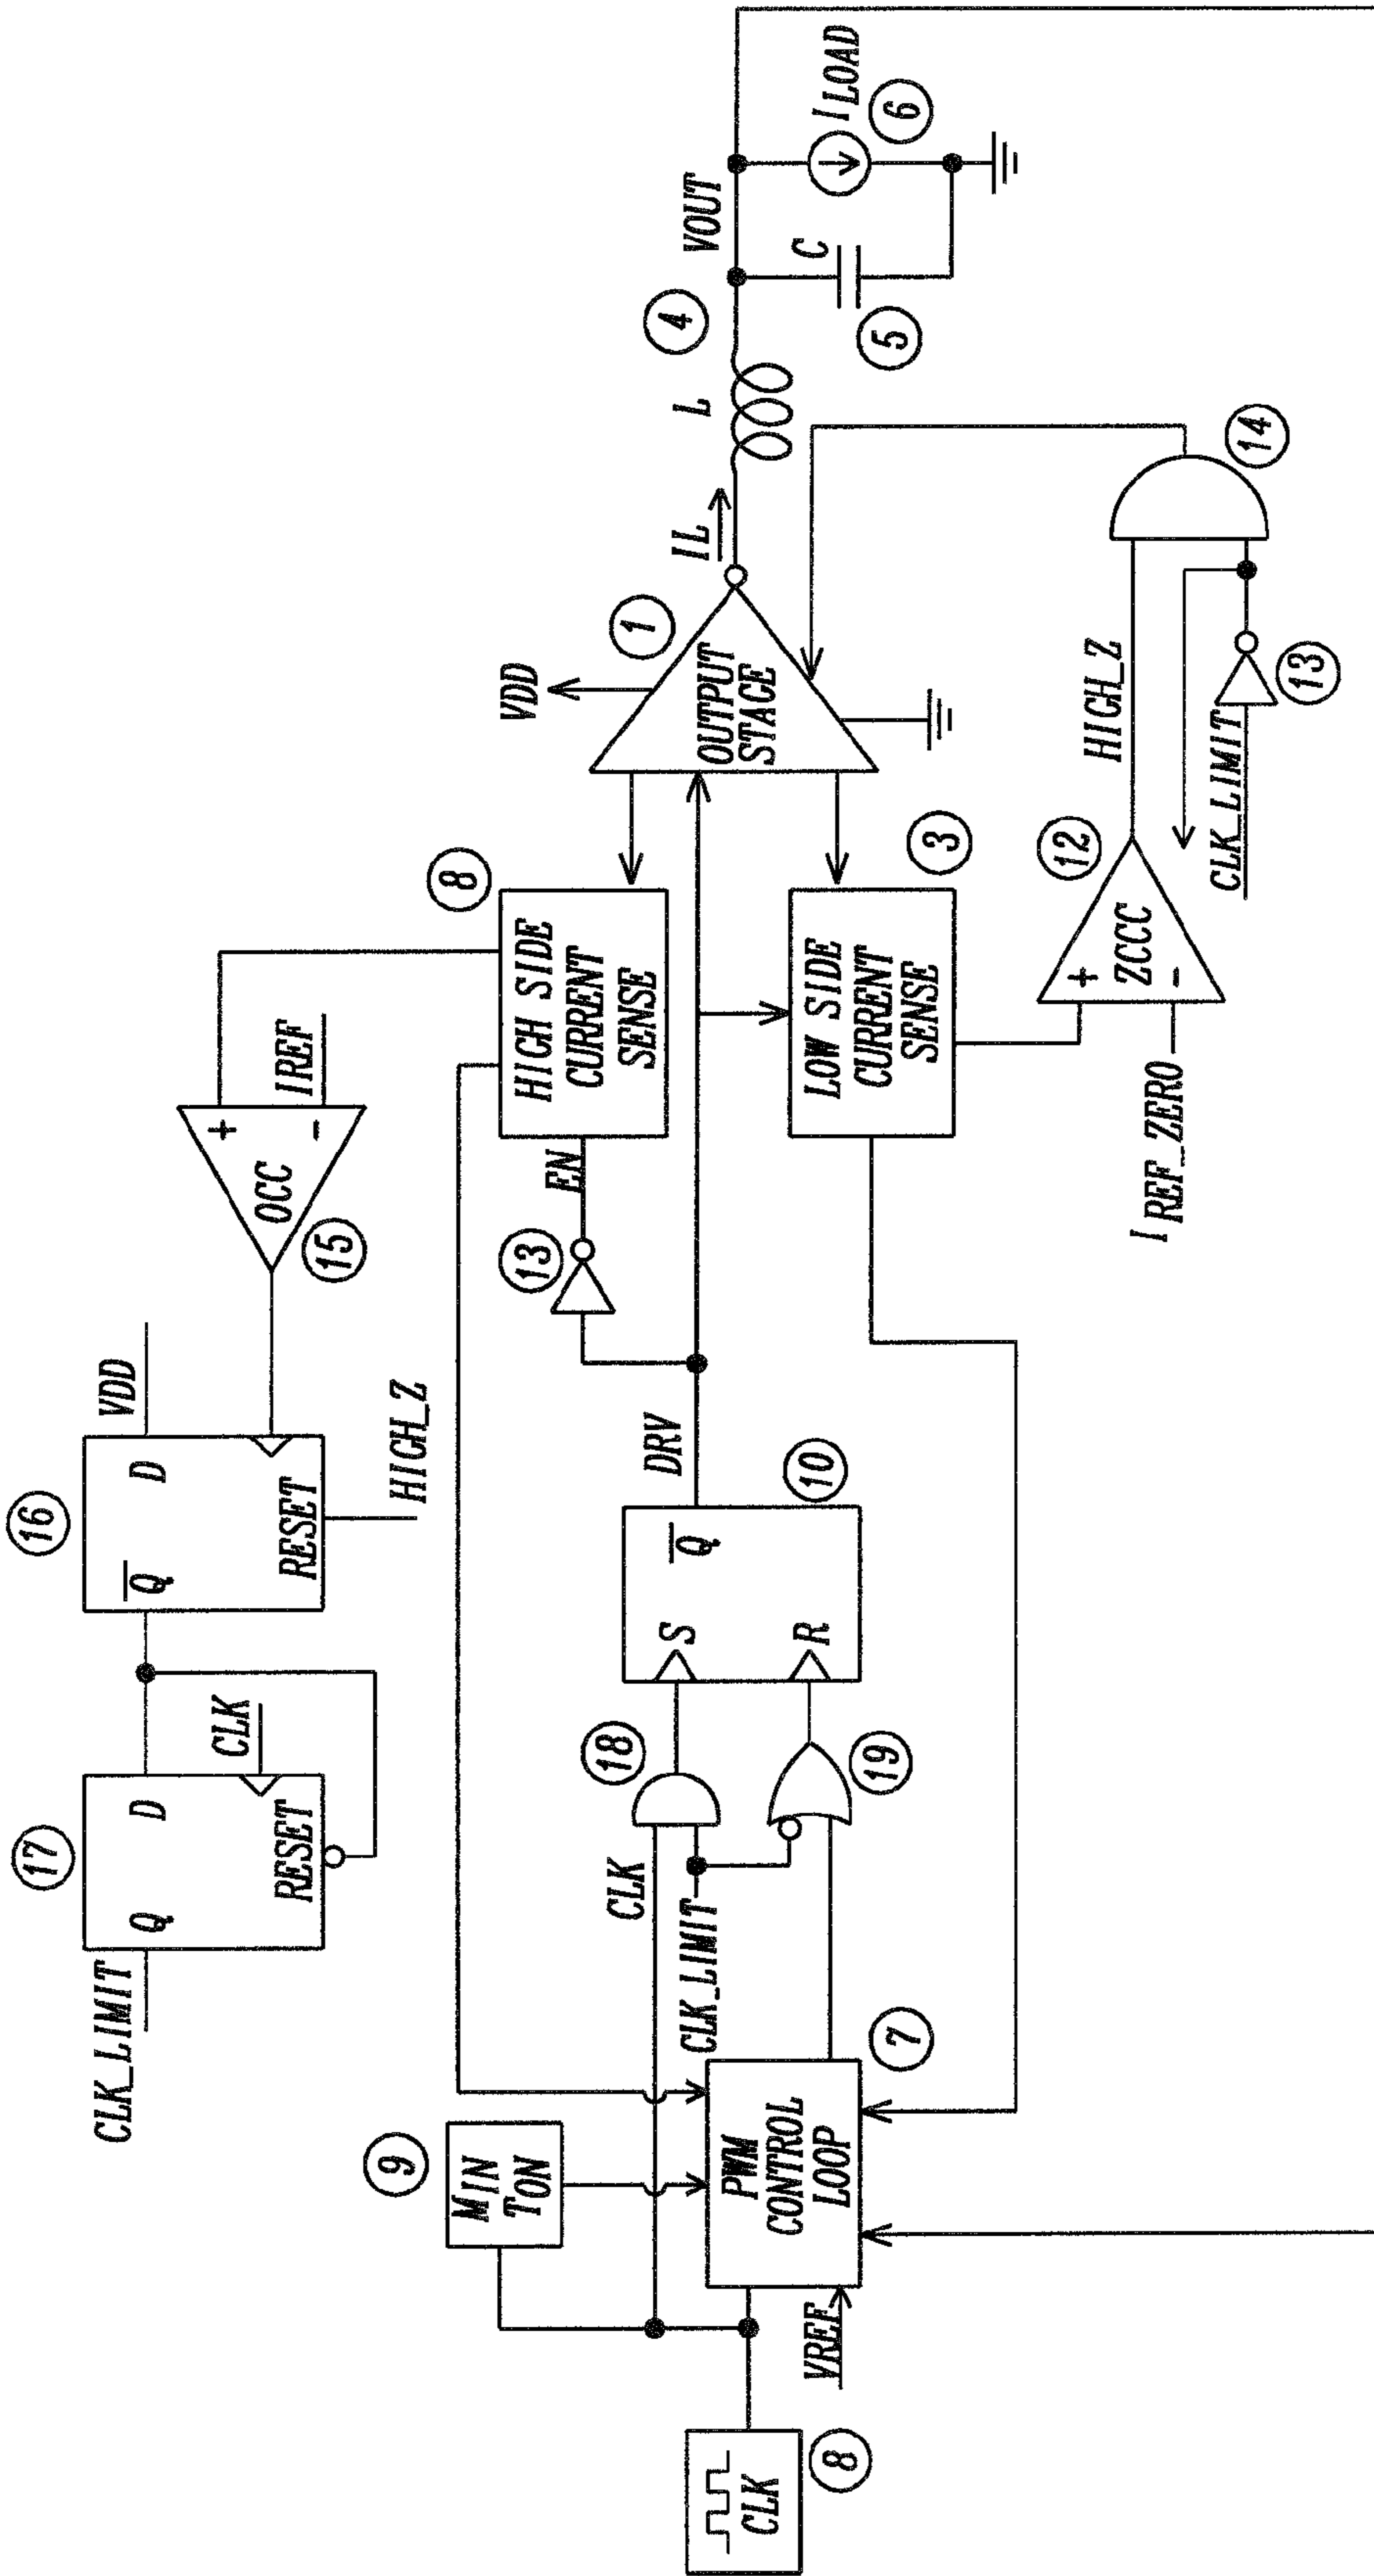 CLK_LIMIT
17
Q
D
CLK
RESET
16
Q
D
VDD
RESET
HIGH_Z
OCC
+
-
IREF
15
8
HIGH SIDE
CURRENT
SENSE
EN
13
9
MIN
TON
CLK
8
VREF
PWM
CONTROL
LOOP
7
CLK
CLK_LIMIT
18
19
S
R
Q
10
DRV
VDD
1
OUTPUT
STAGE
IL
L
4
VOUT
C
5
ILOAD
6
LOW SIDE
CURRENT
SENSE
3
IREF_ZERO
+
-
ZCCC
12
HIGH_Z
CLK_LIMIT
13
14